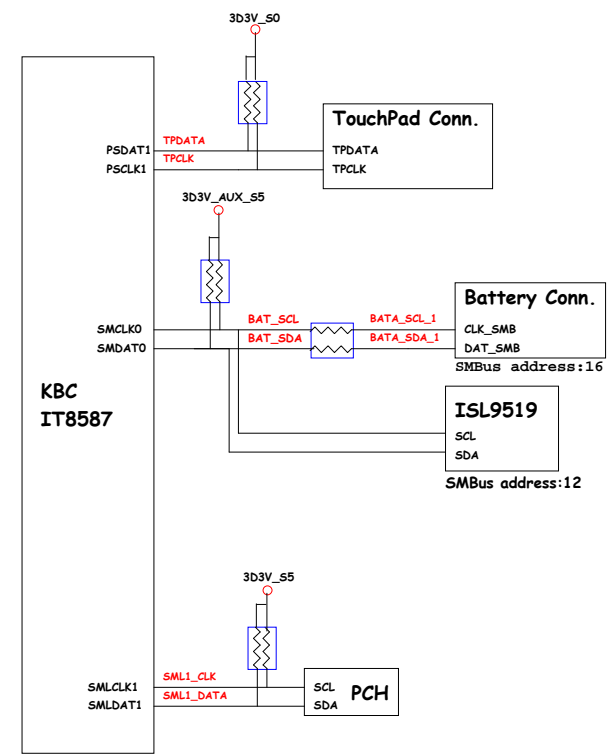 3D3V_S0
TouchPad Conn.
PSDAT1 TPDATA TPDATA
PSCLK1 TPCLK TPCLK
3D3V_AUX_S5
Battery Conn.
SMCLK0 BAT_SCL BATA_SCL_1 CLK_SMB
SMDAT0 BAT_SDA BATA_SDA_1 DAT_SMB
SMBus address:16
KBC
IT8587
ISL9519
SCL
SDA
SMBus address:12
3D3V_S5
SMLCLK1 SML1_CLK SCL
PCH
SMLDAT1 SML1_DATA SDA